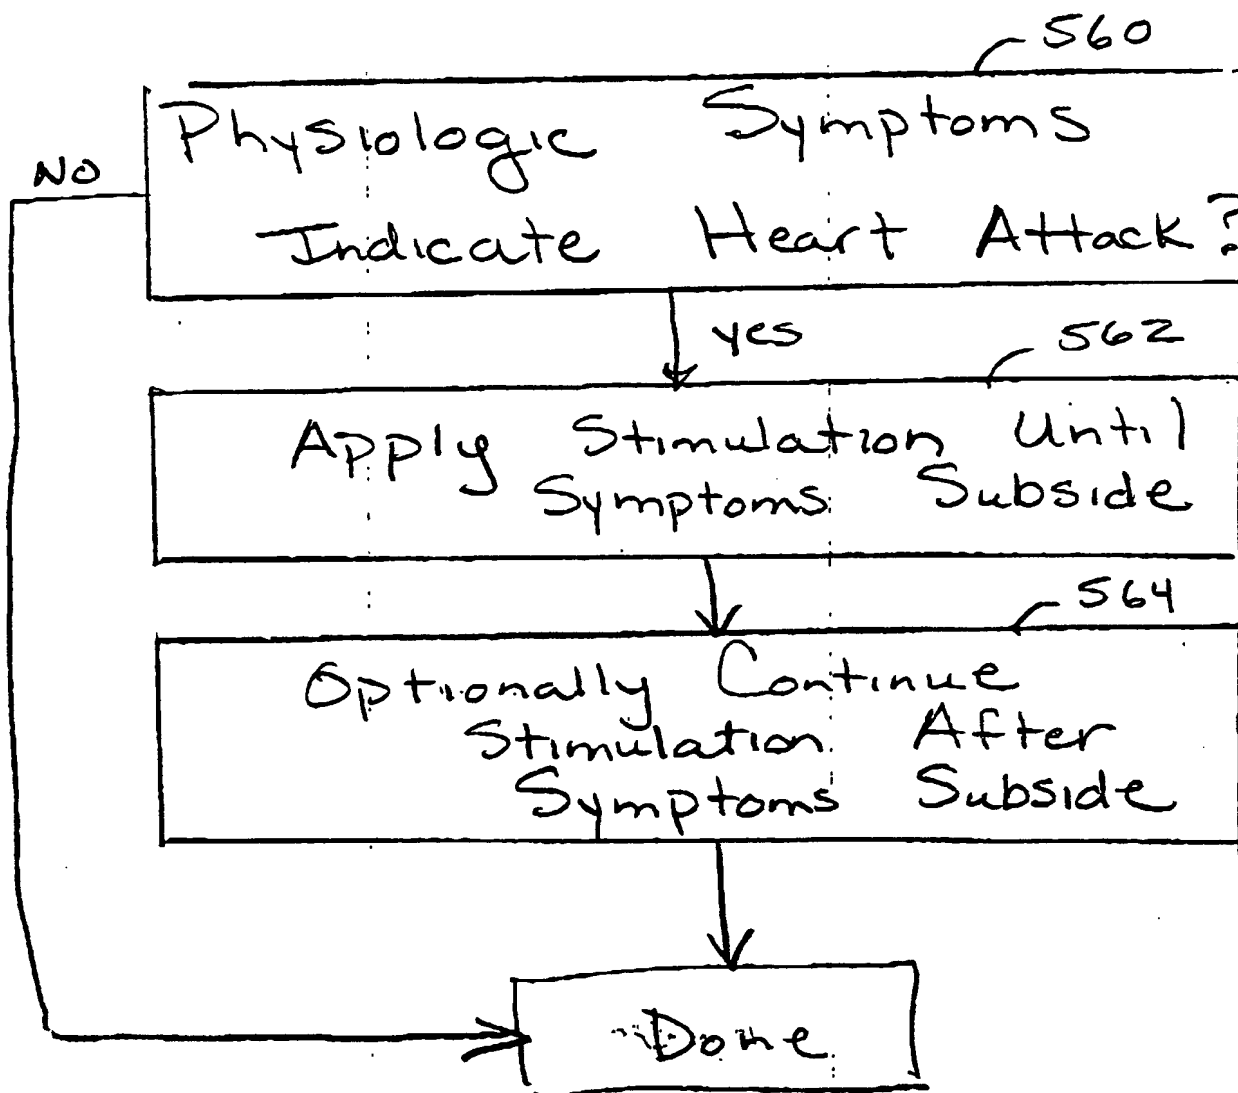 560
Physiologic Symptoms
NO
Indicate Heart Attack?
yes
562
Apply Stimulation Until
Symptoms Subside
564
Optionally Continue
Stimulation After
Symptoms Subside
Done